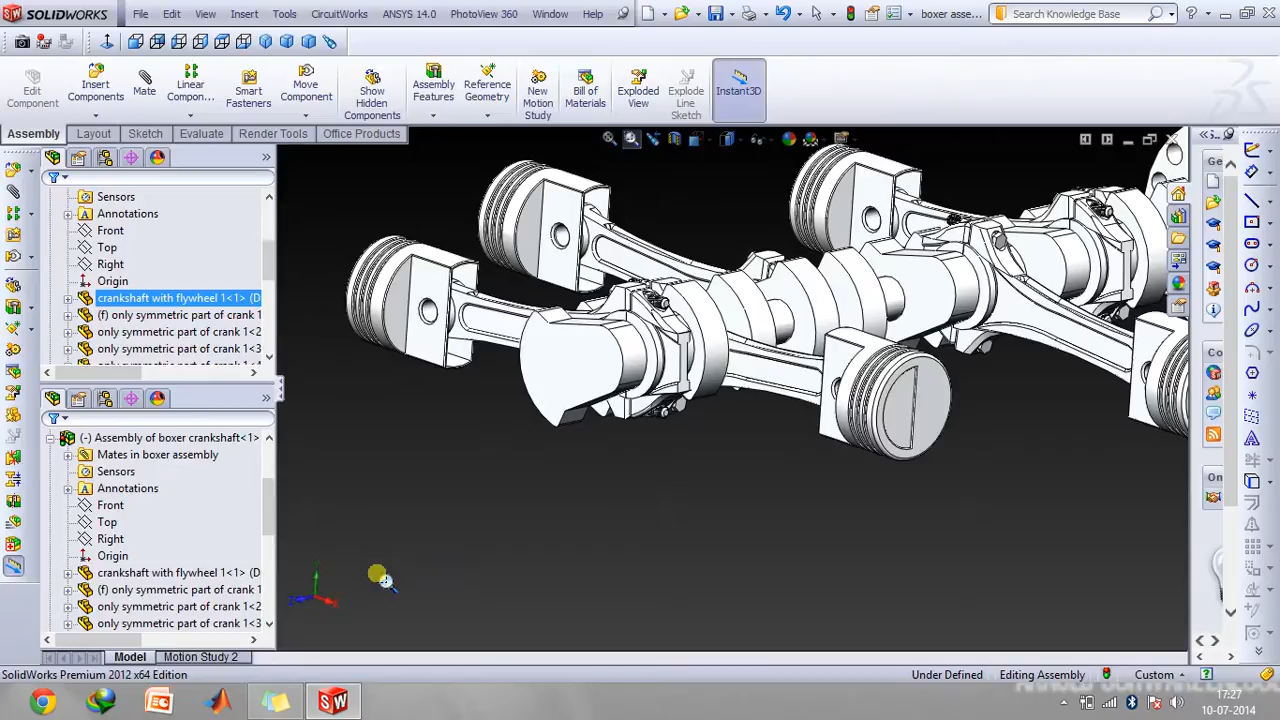 SOLIDWORKS File Edit View Insert Tools CircuitWorks ANSYS 14.0 PhotoView 360 Window Help boxer asse... Search Knowledge Base
Edit Component
Insert Components
Mate
Linear Compon...
Smart Fasteners
Move Component
Show Hidden Components
Assembly Features
Reference Geometry
New Motion Study
Bill of Materials
Exploded View
Explode Line Sketch
Instant3D
Assembly Layout Sketch Evaluate Render Tools Office Products
Sensors
Annotations
Front
Top
Right
Origin
crankshaft with flywheel 1<1> (D
(f) only symmetric part of crank 1
only symmetric part of crank 1<2
only symmetric part of crank 1<3
(-) Assembly of boxer crankshaft<1>
Mates in boxer assembly
Sensors
Annotations
Front
Top
Right
Origin
crankshaft with flywheel 1<1> (D
(f) only symmetric part of crank 1
only symmetric part of crank 1<2
only symmetric part of crank 1<3
Ge
Co
On
Model Motion Study 2
SolidWorks Premium 2012 x64 Edition Under Defined Editing Assembly Custom
17:27
10-07-2014